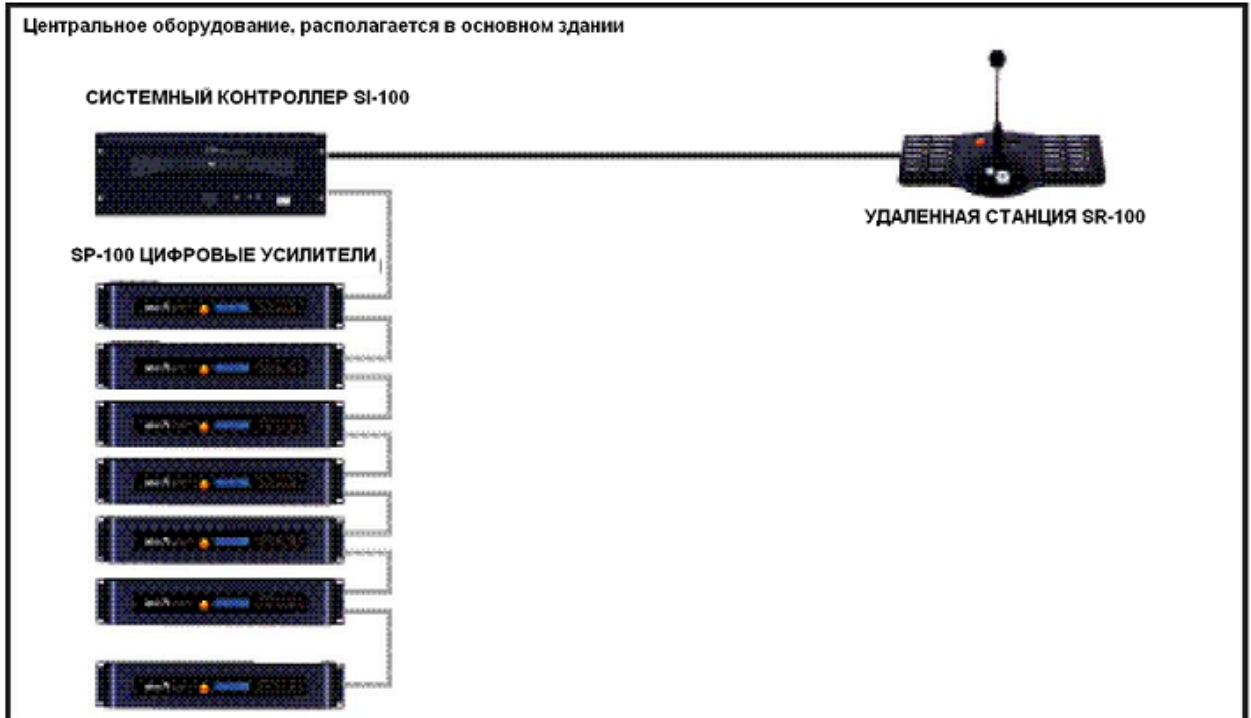 Центральное оборудование, располагается в основном здании
СИСТЕМНЫЙ КОНТРОЛЛЕР SI-100
УДАЛЕННАЯ СТАНЦИЯ SR-100
SP-100 ЦИФРОВЫЕ УСИЛИТЕЛИ